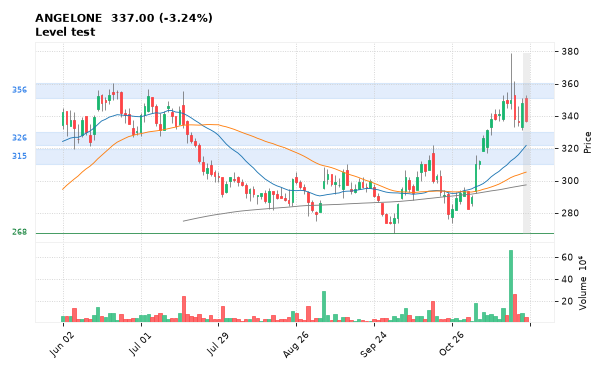 ANGELONE 337.00 (-3.24%)
Level test
380
360
340
320
300
280
Price
356
326
315
268
60
40
20
Volume 10⁶
Jun 02
Jul 01
Jul 29
Aug 26
Sep 24
Oct 26